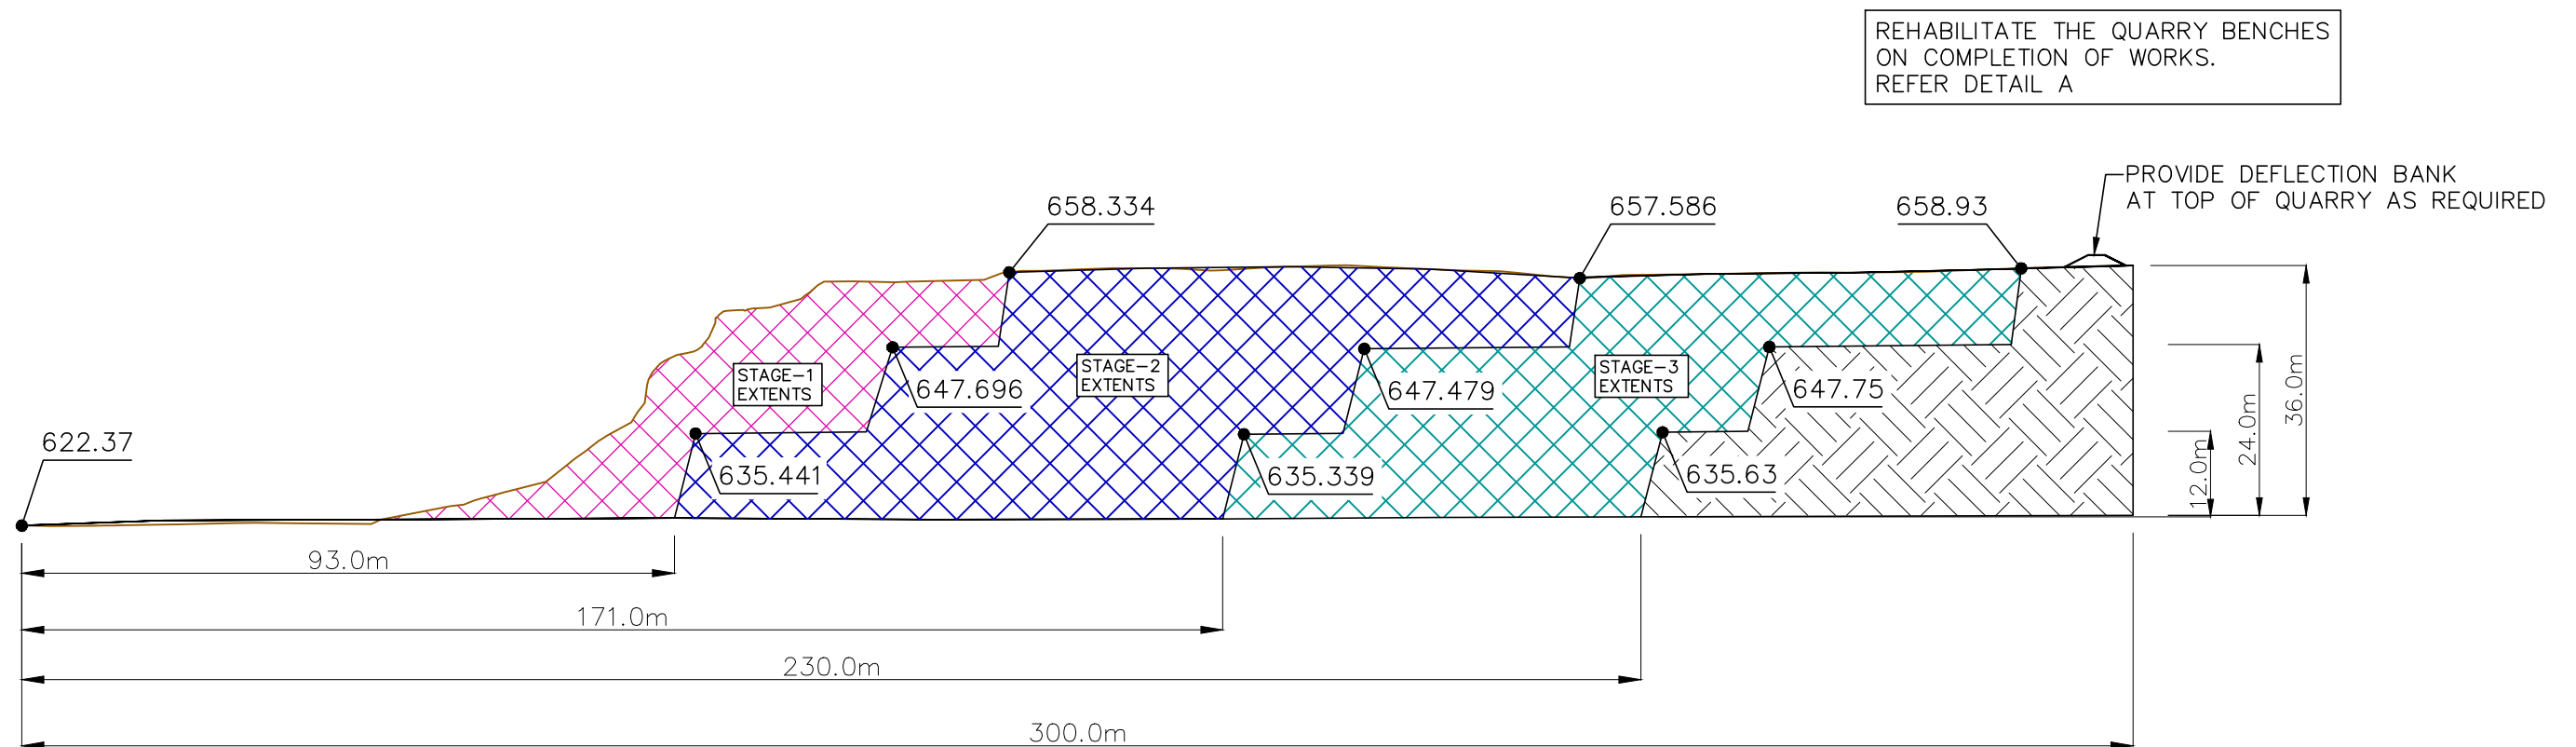 REHABILITATE THE QUARRY BENCHES
ON COMPLETION OF WORKS.
REFER DETAIL A
PROVIDE DEFLECTION BANK
AT TOP OF QUARRY AS REQUIRED
658.334
657.586
658.93
STAGE-1
EXTENTS
STAGE-2
EXTENTS
STAGE-3
EXTENTS
647.696
647.479
647.75
622.37
635.441
635.339
635.63
12.0m
24.0m
36.0m
93.0m
171.0m
230.0m
300.0m